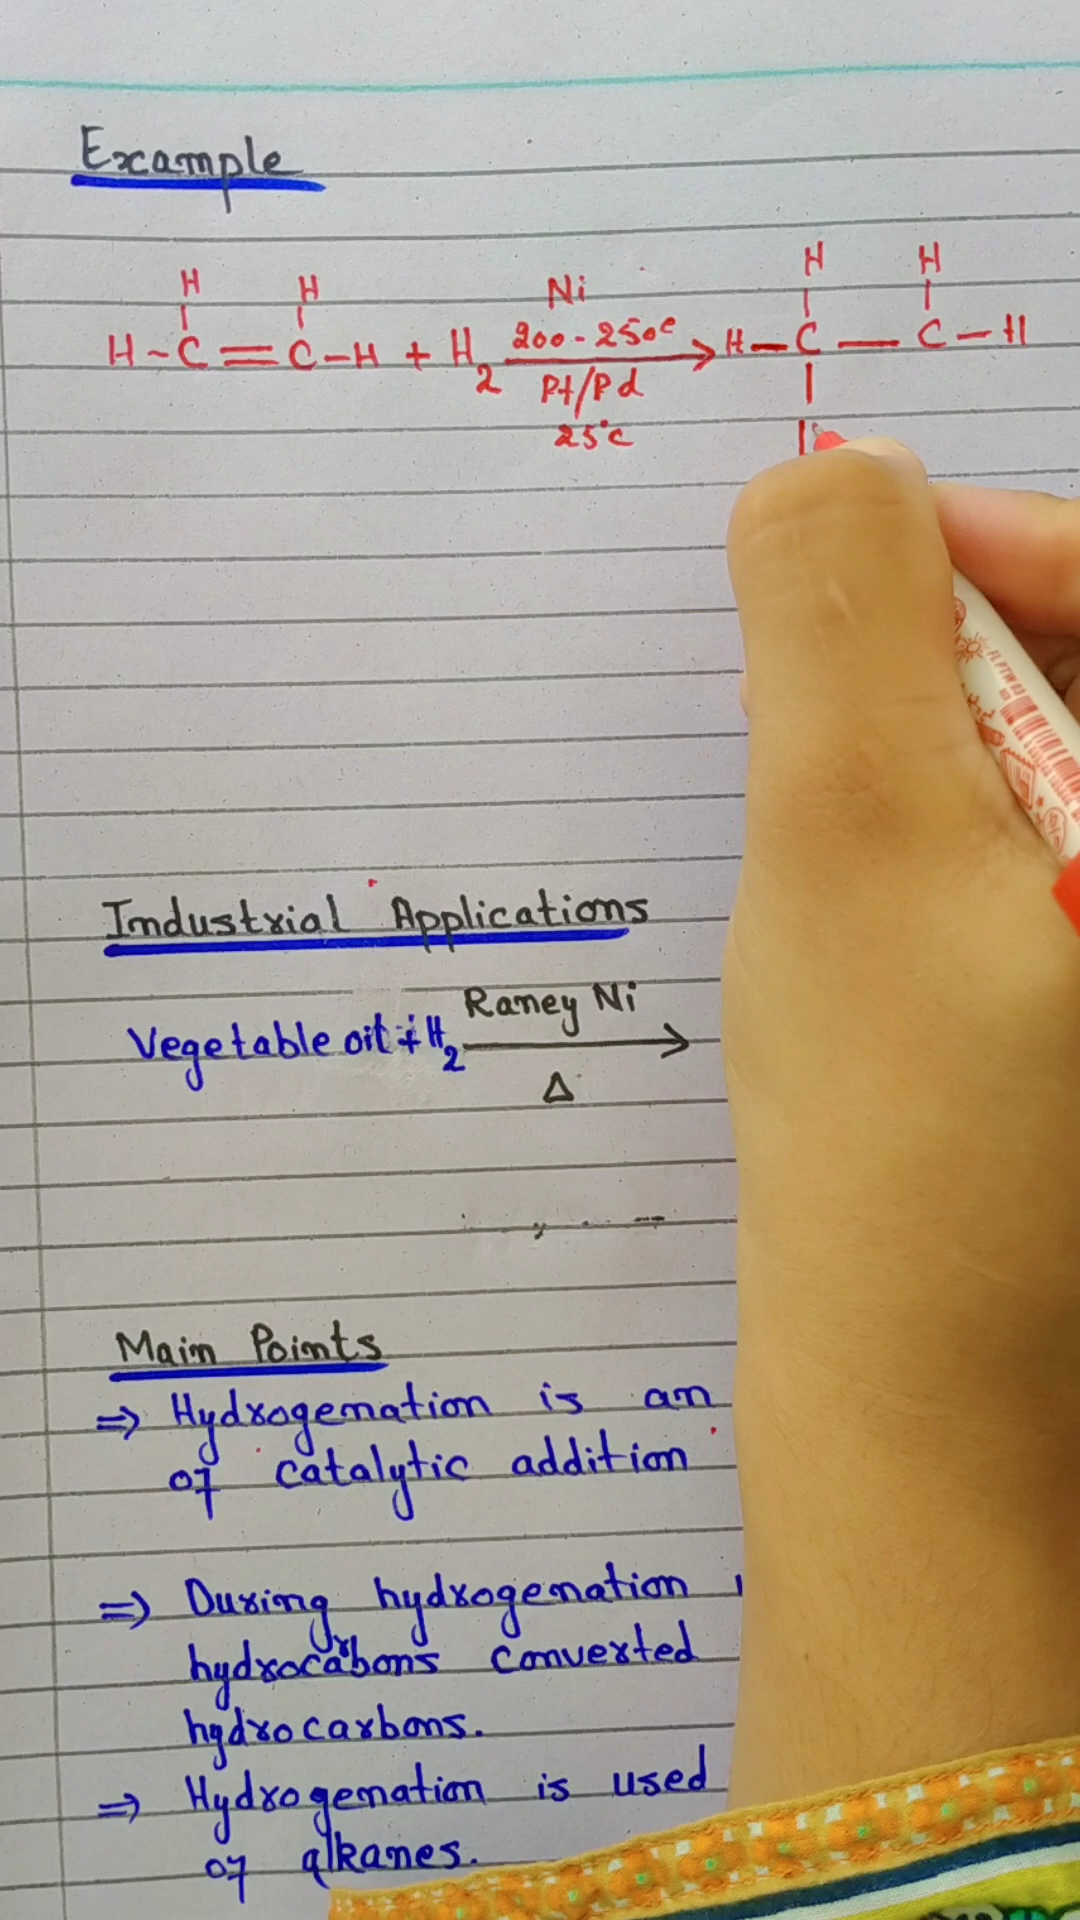 Example
H H Ni H H
H-C=C-H + H2 200-250c H-C-C-H
Pt/Pd
25°C
Industrial Applications
Vegetable oil + H2 Raney Ni
Δ
Main Points
⇒ Hydrogenation is an
of catalytic addition
⇒ During hydrogenation
hydrocarbons converted
hydrocarbons.
⇒ Hydrogenation is used
of alkanes.